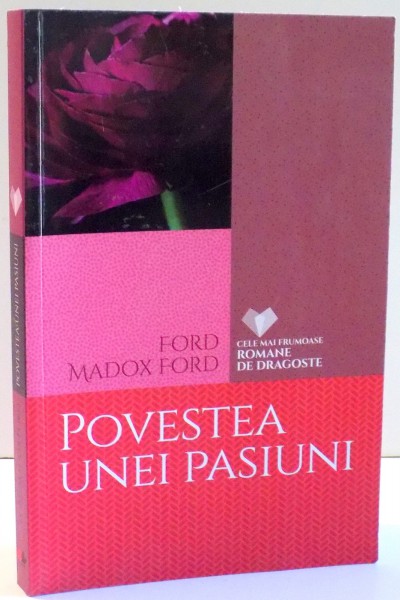 FORD
MADOX FORD
CELE MAI FRUMOASE
ROMANE
DE DRAGOSTE
POVESTEA
UNEI PASIUNI
POVESTEA UNEI PASIUNI